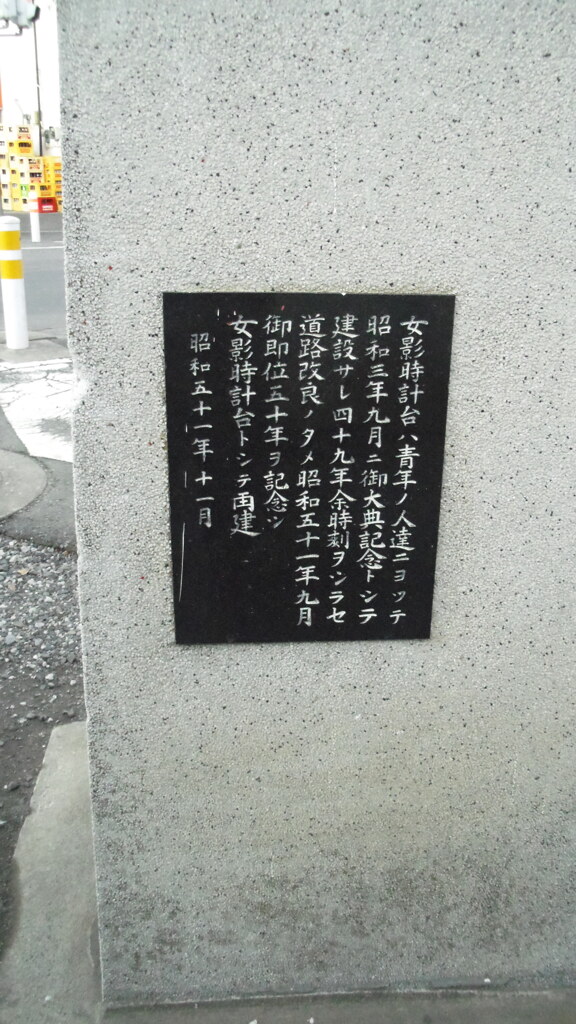 女影時計台ハ青年ノ人達ニヨッテ
昭和三年九月ニ御大典記念トシテ
建設サレ四十九年余時刻ヲシラセ
道路改良ノタメ昭和五十一年九月
御即位五十年ヲ記念シ
女影時計台トシテ再建
昭和五十一年十一月